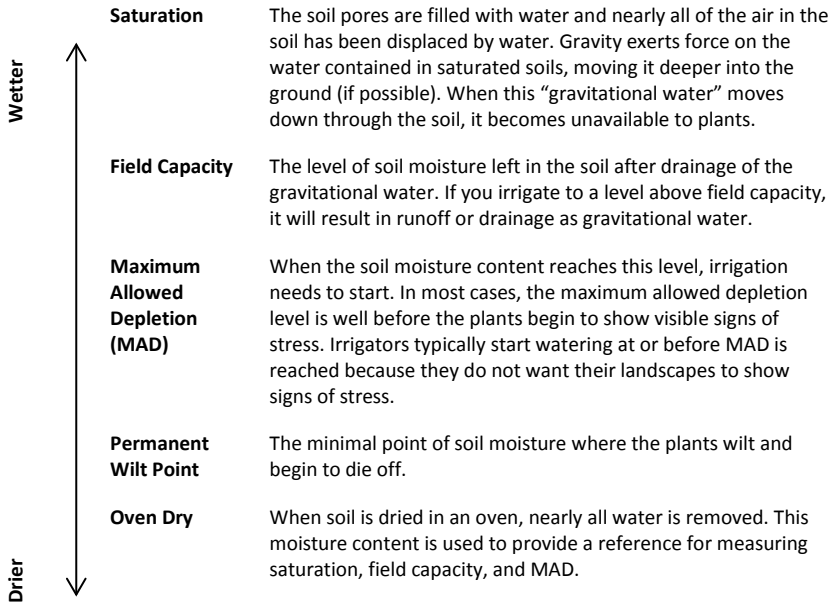 Wetter
Saturation The soil pores are filled with water and nearly all of the air in the
soil has been displaced by water. Gravity exerts force on the
water contained in saturated soils, moving it deeper into the
ground (if possible). When this “gravitational water” moves
down through the soil, it becomes unavailable to plants.
Field Capacity The level of soil moisture left in the soil after drainage of the
gravitational water. If you irrigate to a level above field capacity,
it will result in runoff or drainage as gravitational water.
Maximum When the soil moisture content reaches this level, irrigation
Allowed needs to start. In most cases, the maximum allowed depletion
Depletion level is well before the plants begin to show visible signs of
(MAD) stress. Irrigators typically start watering at or before MAD is
reached because they do not want their landscapes to show
signs of stress.
Permanent The minimal point of soil moisture where the plants wilt and
Wilt Point begin to die off.
Oven Dry When soil is dried in an oven, nearly all water is removed. This
moisture content is used to provide a reference for measuring
saturation, field capacity, and MAD.
Drier